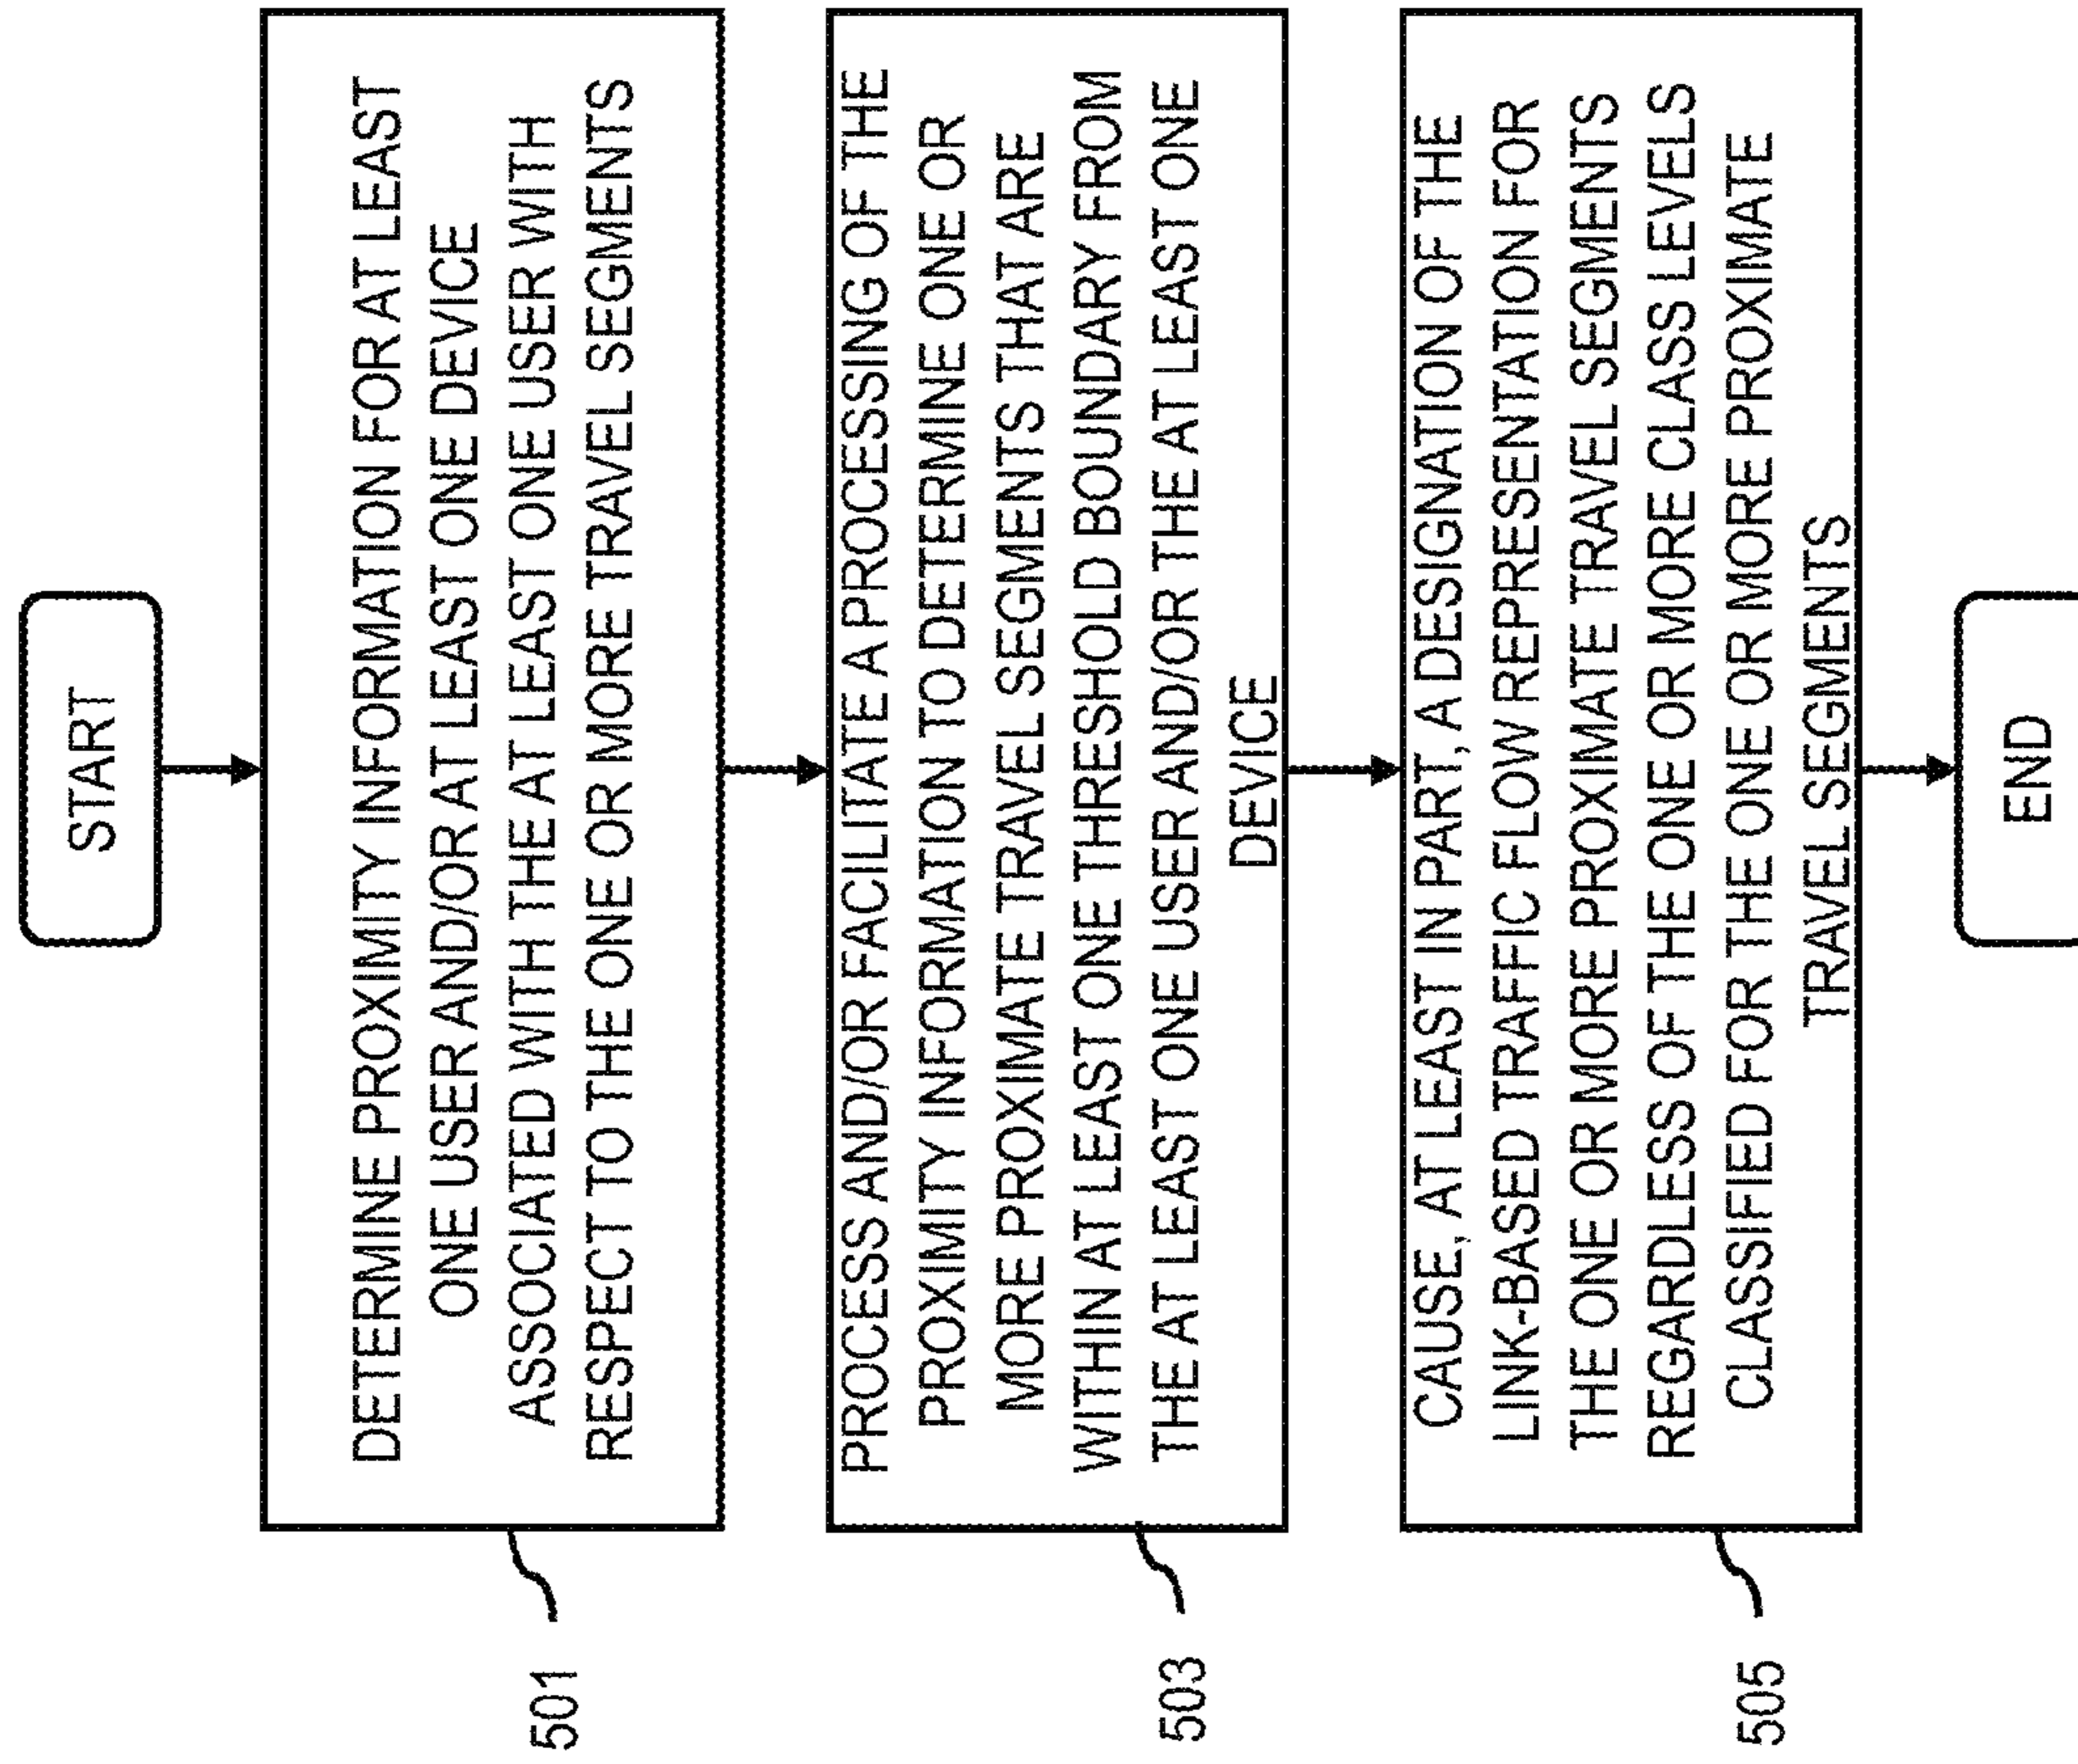 START
DETERMINE PROXIMITY INFORMATION FOR AT LEAST
ONE USER AND/OR AT LEAST ONE DEVICE
ASSOCIATED WITH THE AT LEAST ONE USER WITH
RESPECT TO THE ONE OR MORE TRAVEL SEGMENTS
501
PROCESS AND/OR FACILITATE A PROCESSING OF THE
PROXIMITY INFORMATION TO DETERMINE ONE OR
MORE PROXIMATE TRAVEL SEGMENTS THAT ARE
WITHIN AT LEAST ONE THRESHOLD BOUNDARY FROM
THE AT LEAST ONE USER AND/OR THE AT LEAST ONE
DEVICE
503
CAUSE, AT LEAST IN PART, A DESIGNATION OF THE
LINK-BASED TRAFFIC FLOW REPRESENTATION FOR
THE ONE OR MORE PROXIMATE TRAVEL SEGMENTS
REGARDLESS OF THE ONE OR MORE CLASS LEVELS
CLASSIFIED FOR THE ONE OR MORE PROXIMATE
TRAVEL SEGMENTS
505
END